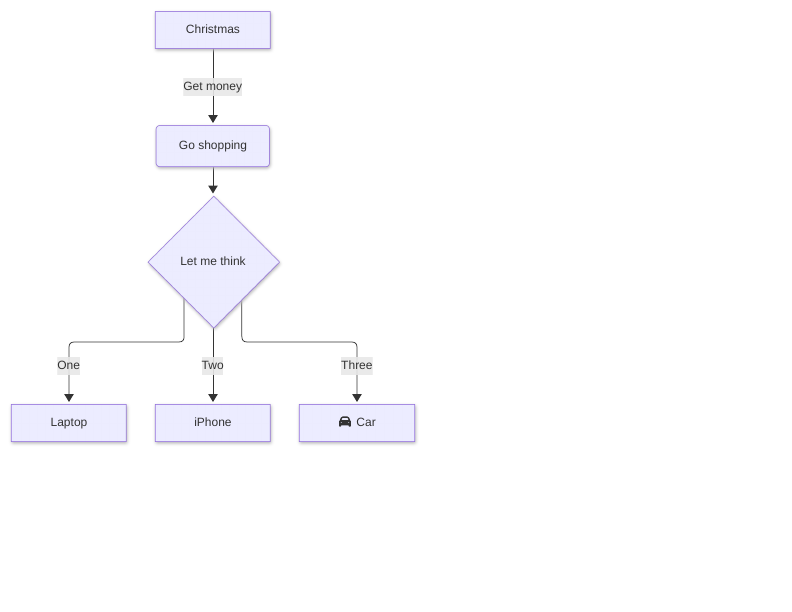 Christmas
Get money
Go shopping
Let me think
One
Two
Three
Laptop
iPhone
Car